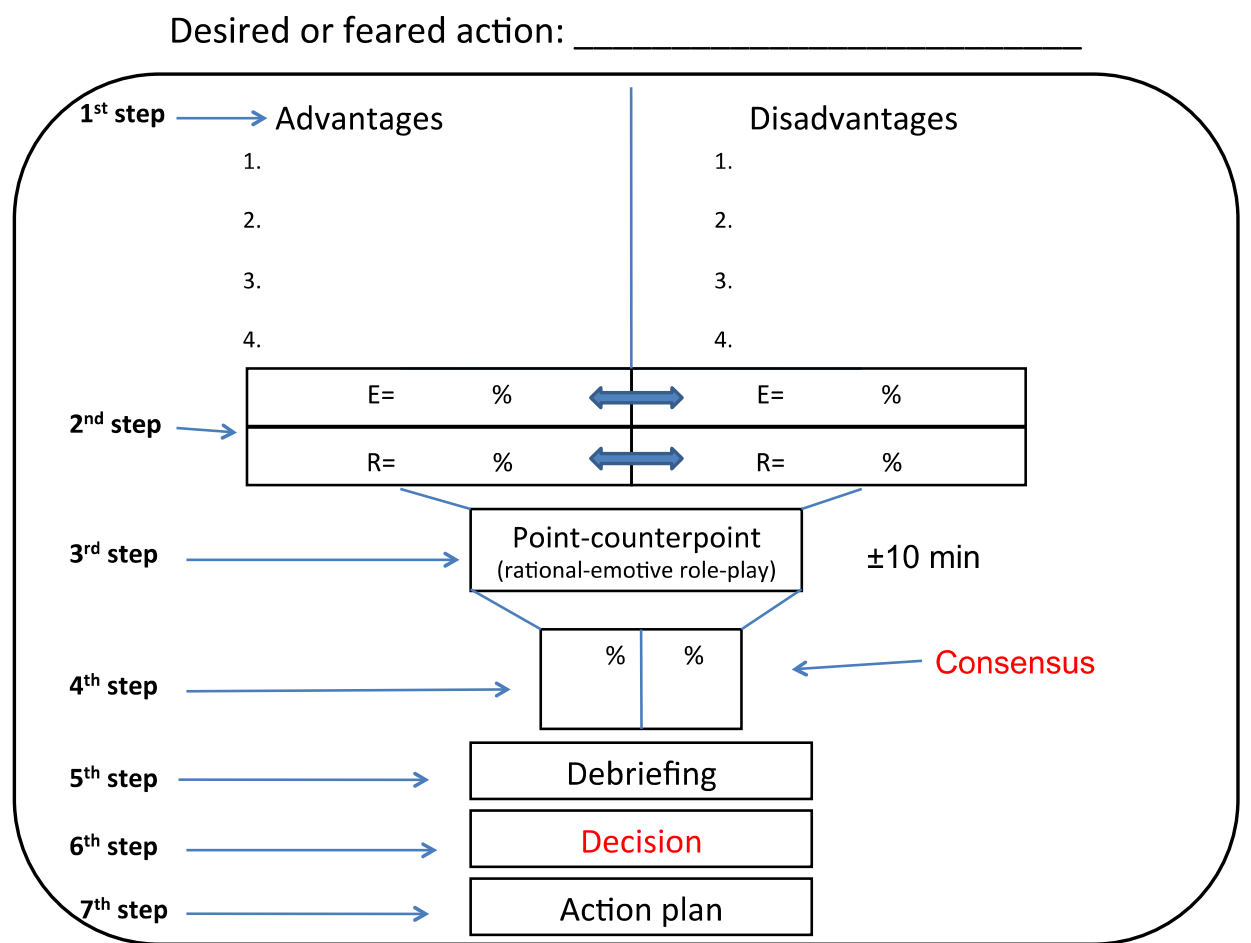 Desired or feared action: ______________________________
1st step Advantages Disadvantages
1. 1.
2. 2.
3. 3.
4. 4.
E= % E= %
2nd step
R= % R= %
3rd step Point-counterpoint ±10 min
(rational-emotive role-play)
% %
Consensus
4th step
5th step Debriefing
6th step Decision
7th step Action plan